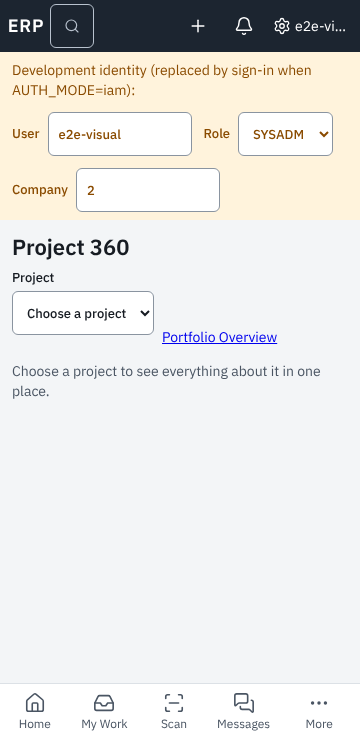 ERP
e2e-vi...
Development identity (replaced by sign-in when
AUTH_MODE=iam):
User
e2e-visual
Role
SYSADM
Company
2
Project 360
Project
Choose a project
Portfolio Overview
Choose a project to see everything about it in one
place.
Home
My Work
Scan
Messages
More